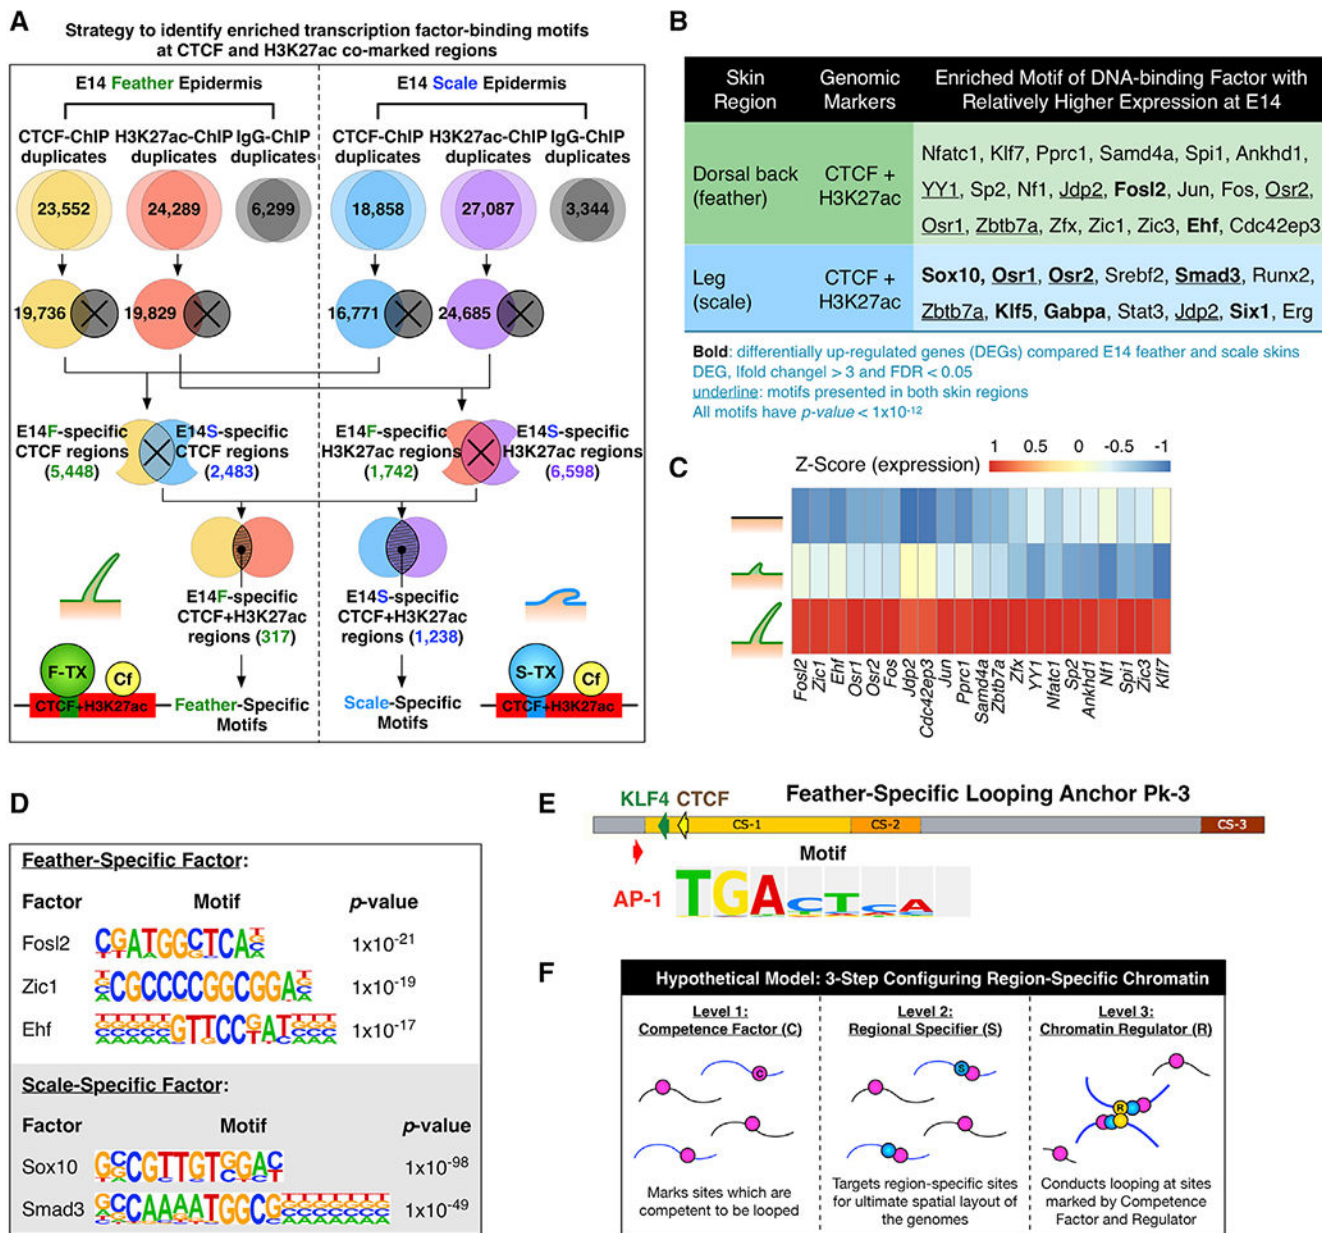 A
Strategy to identify enriched transcription factor-binding motifs
at CTCF and H3K27ac co-marked regions
E14 Feather Epidermis
E14 Scale Epidermis
CTCF-ChIP H3K27ac-ChIP IgG-ChIP
duplicates duplicates duplicates
CTCF-ChIP H3K27ac-ChIP IgG-ChIP
duplicates duplicates duplicates
23,552 24,289 6,299
18,858 27,087 3,344
19,736 19,829
16,771 24,685
E14F-specific
CTCF regions
(5,448)
E14S-specific
CTCF regions
(2,483)
E14F-specific
H3K27ac regions
(1,742)
E14S-specific
H3K27ac regions
(6,598)
E14F-specific
CTCF+H3K27ac
regions (317)
E14S-specific
CTCF+H3K27ac
regions (1,238)
F-TX
Cf
CTCF+H3K27ac
Feather-Specific
Motifs
Scale-Specific
Motifs
S-TX
Cf
CTCF+H3K27ac
B
Skin
Region
Genomic
Markers
Enriched Motif of DNA-binding Factor with
Relatively Higher Expression at E14
Dorsal back
(feather)
CTCF +
H3K27ac
Nfatc1, Klf7, Pprc1, Samd4a, Spi1, Ankhd1,
YY1, Sp2, Nf1, Jdp2, Fosl2, Jun, Fos, Osr2,
Osr1, Zbtb7a, Zfx, Zic1, Zic3, Ehf, Cdc42ep3
Leg
(scale)
CTCF +
H3K27ac
Sox10, Osr1, Osr2, Srebf2, Smad3, Runx2,
Zbtb7a, Klf5, Gabpa, Stat3, Jdp2, Six1, Erg
Bold: differentially up-regulated genes (DEGs) compared E14 feather and scale skins
DEG, lfold changel > 3 and FDR < 0.05
underline: motifs presented in both skin regions
All motifs have p-value < 1x10-12
C
Z-Score (expression)
1 0.5 0 -0.5 -1
Fosl2
Zic1
Ehf
Osr1
Osr2
Fos
Jdp2
Cdc42ep3
Jun
Pprc1
Samd4a
Zbtb7a
Zfx
YY1
Nfatc1
Sp2
Ankhd1
Nf1
Spi1
Zic3
Klf7
D
Feather-Specific Factor:
Factor Motif p-value
Fosl2 CGATGGCTCA 1x10-21
Zic1 CGCCCCGGCGGA 1x10-19
Ehf GTTCCGAT 1x10-17
Scale-Specific Factor:
Factor Motif p-value
Sox10 GCCGTTGTGGAC 1x10-98
Smad3 GCCAAAATGGCG 1x10-49
E
Feather-Specific Looping Anchor Pk-3
KLF4 CTCF
CS-1 CS-2 CS-3
Motif
AP-1 TGACTCA
F
Hypothetical Model: 3-Step Configuring Region-Specific Chromatin
Level 1:
Competence Factor (C)
C
Marks sites which are
competent to be looped
Level 2:
Regional Specifier (S)
S
Targets region-specific sites
for ultimate spatial layout of
the genomes
Level 3:
Chromatin Regulator (R)
R
Conducts looping at sites
marked by Competence
Factor and Regulator